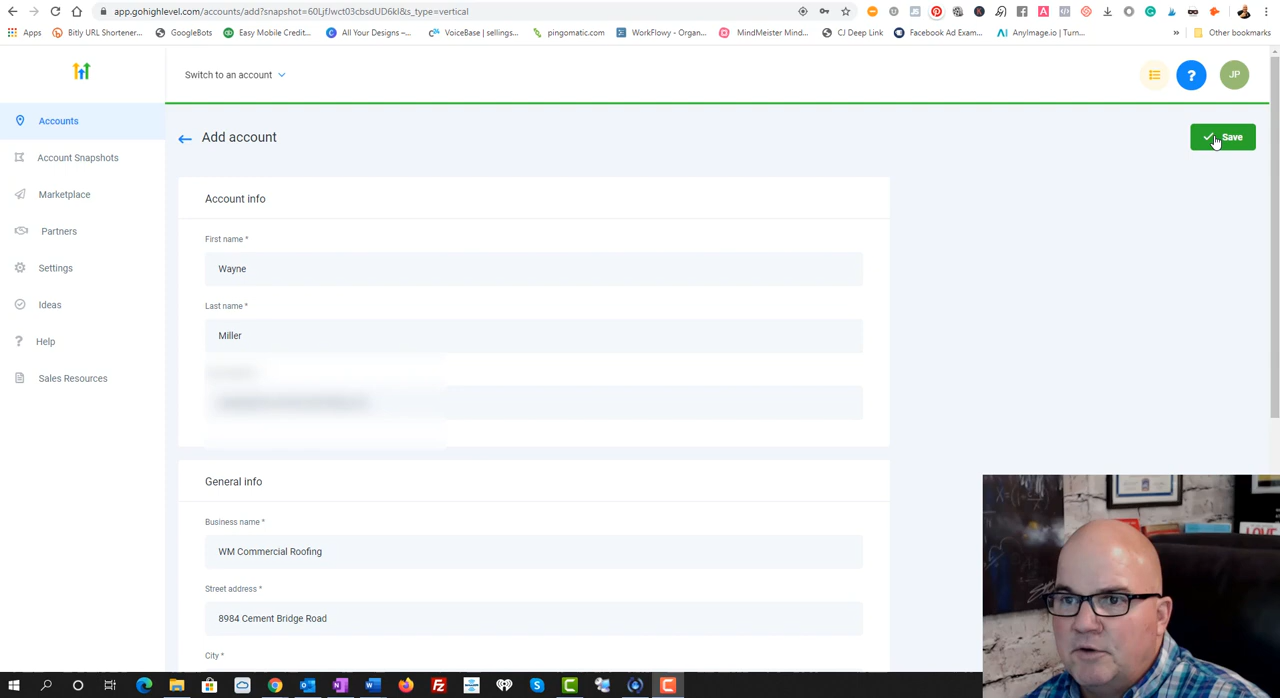 app.gohighlevel.com/accounts/add?snapshot=60LjfJwct03cbsdUD6kI&s_type=vertical
Apps
Bitly URL Shortener...
GoogleBots
Easy Mobile Credit...
All Your Designs –...
VoiceBase | sellings...
pingomatic.com
WorkFlowy - Organ...
MindMeister Mind...
CJ Deep Link
Facebook Ad Exam...
AnyImage.io | Turn...
»
Other bookmarks
Switch to an account
?
JP
Accounts
Account Snapshots
Marketplace
Partners
Settings
Ideas
Help
Sales Resources
Add account
Save
Account info
First name *
Wayne
Last name *
Miller
General info
Business name *
WM Commercial Roofing
Street address *
8984 Cement Bridge Road
City *
LOVE